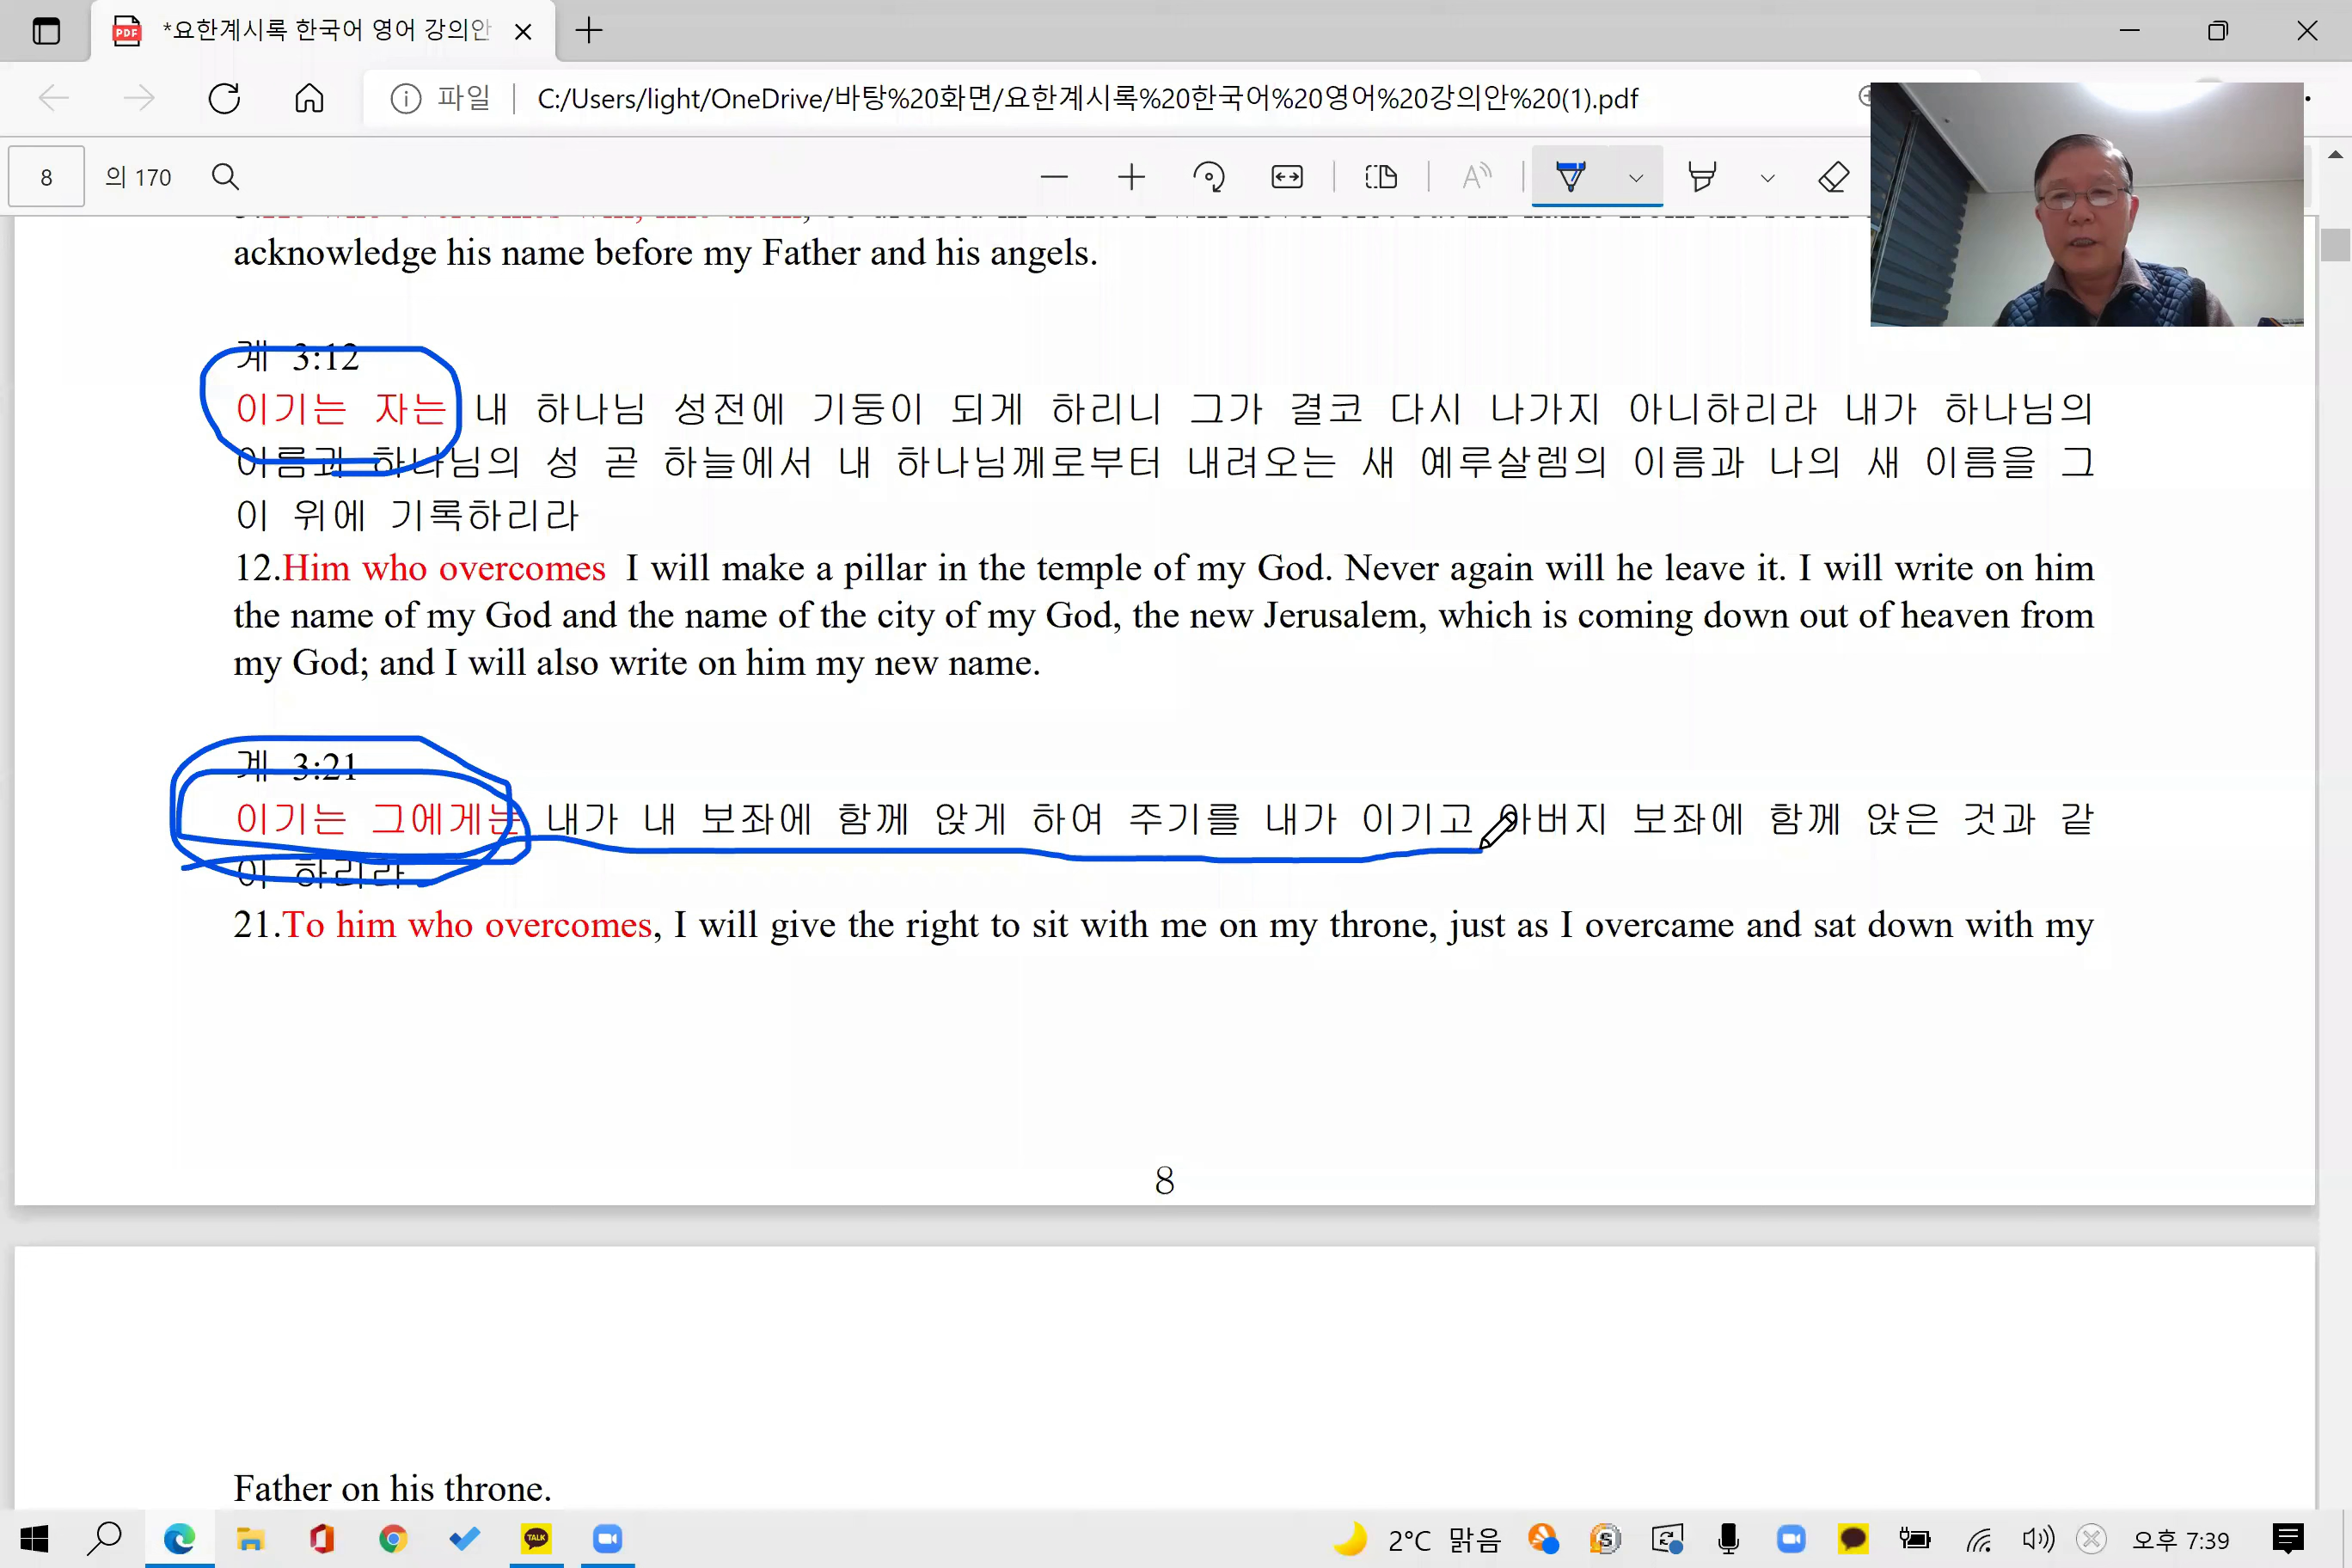 *요한계시록 한국어 영어 강의안
파일
C:/Users/light/OneDrive/바탕%20화면/요한계시록%20한국어%20영어%20강의안%20(1).pdf
8 의 170
acknowledge his name before my Father and his angels.
계 3:12
이기는 자는 내 하나님 성전에 기둥이 되게 하리니 그가 결코 다시 나가지 아니하리라 내가 하나님의
이름과 하나님의 성 곧 하늘에서 내 하나님께로부터 내려오는 새 예루살렘의 이름과 나의 새 이름을 그
이 위에 기록하리라
12.Him who overcomes I will make a pillar in the temple of my God. Never again will he leave it. I will write on him
the name of my God and the name of the city of my God, the new Jerusalem, which is coming down out of heaven from
my God; and I will also write on him my new name.
계 3:21
이기는 그에게는 내가 내 보좌에 함께 앉게 하여 주기를 내가 이기고 아버지 보좌에 함께 앉은 것과 같
이 하리라
21.To him who overcomes, I will give the right to sit with me on my throne, just as I overcame and sat down with my
8
Father on his throne.
2°C 맑음
오후 7:39